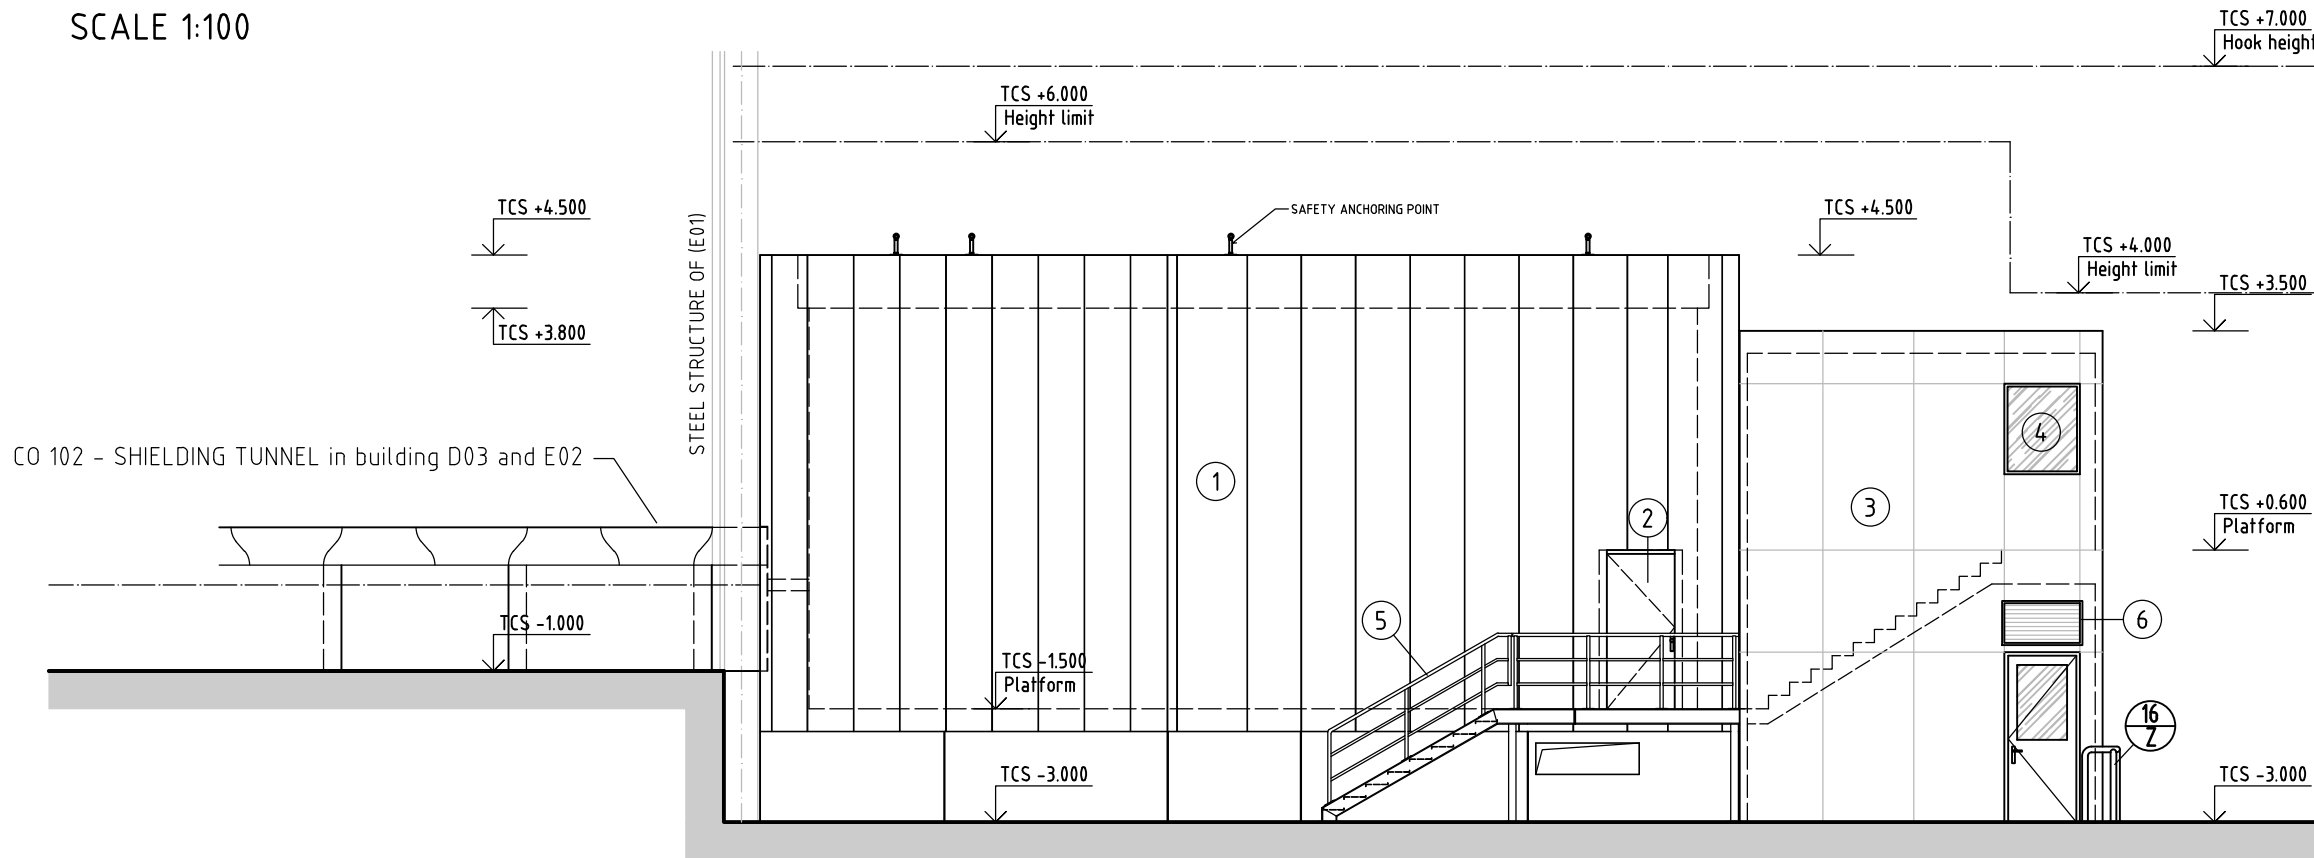 SCALE 1:100
TCS +7.000
Hook height
TCS +6.000
Height limit
TCS +4.500
SAFETY ANCHORING POINT
TCS +4.500
TCS +4.000
Height limit
TCS +3.500
TCS +3.800
STEEL STRUCTURE OF (E01)
4
CO 102 - SHIELDING TUNNEL in building D03 and E02
1
2
3
TCS +0.600
Platform
5
6
TCS -1.000
TCS -1.500
Platform
16
Z
TCS -3.000
TCS -3.000